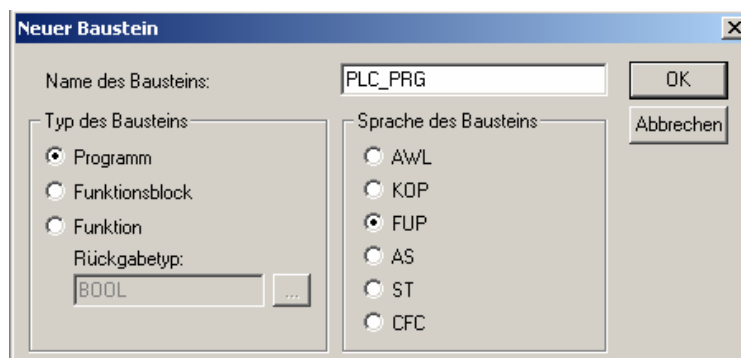 Neuer Baustein
Name des Bausteins: PLC_PRG OK
Abbrechen
Typ des Bausteins
Programm
Funktionsblock
Funktion
Rückgabetyp:
BOOL ...
Sprache des Bausteins
AWL
KOP
FUP
AS
ST
CFC